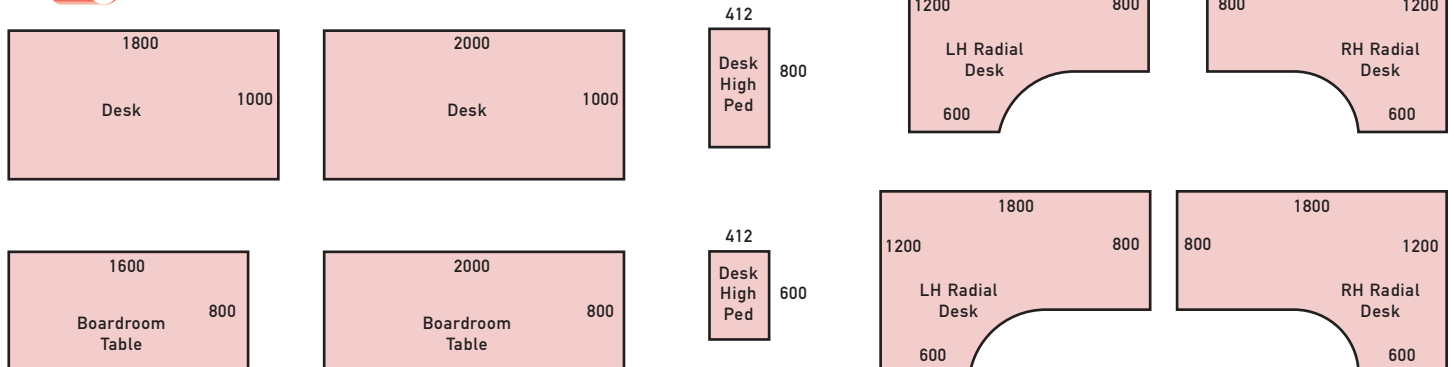 1800
1000
Desk
2000
1000
Desk
412
Desk
High
Ped
800
1200
800
LH Radial
Desk
600
800
1200
RH Radial
Desk
600
1600
800
Boardroom
Table
2000
800
Boardroom
Table
412
Desk
High
Ped
600
1800
1200
800
LH Radial
Desk
600
1800
800
1200
RH Radial
Desk
600